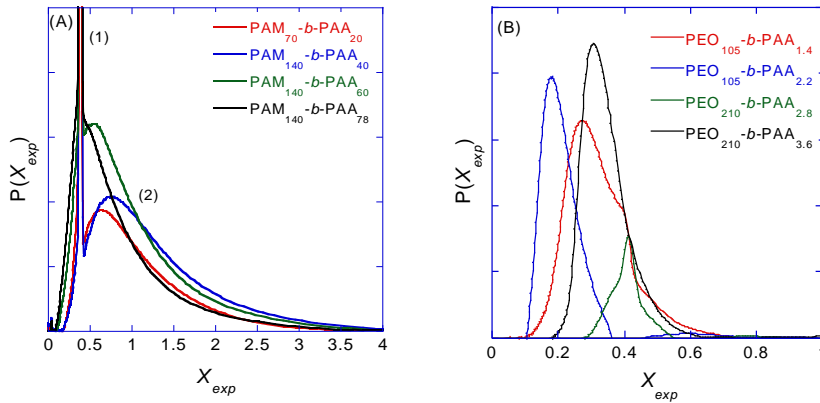 (A)
(1)
(2)
PAM70-b-PAA20
PAM140-b-PAA40
PAM140-b-PAA60
PAM140-b-PAA78
P(Xexp)
0 0.5 1 1.5 2 2.5 3 3.5 4
Xexp
(B)
PEO105-b-PAA1.4
PEO105-b-PAA2.2
PEO210-b-PAA2.8
PEO210-b-PAA3.6
P(Xexp)
0 0.2 0.4 0.6 0.8 1
Xexp